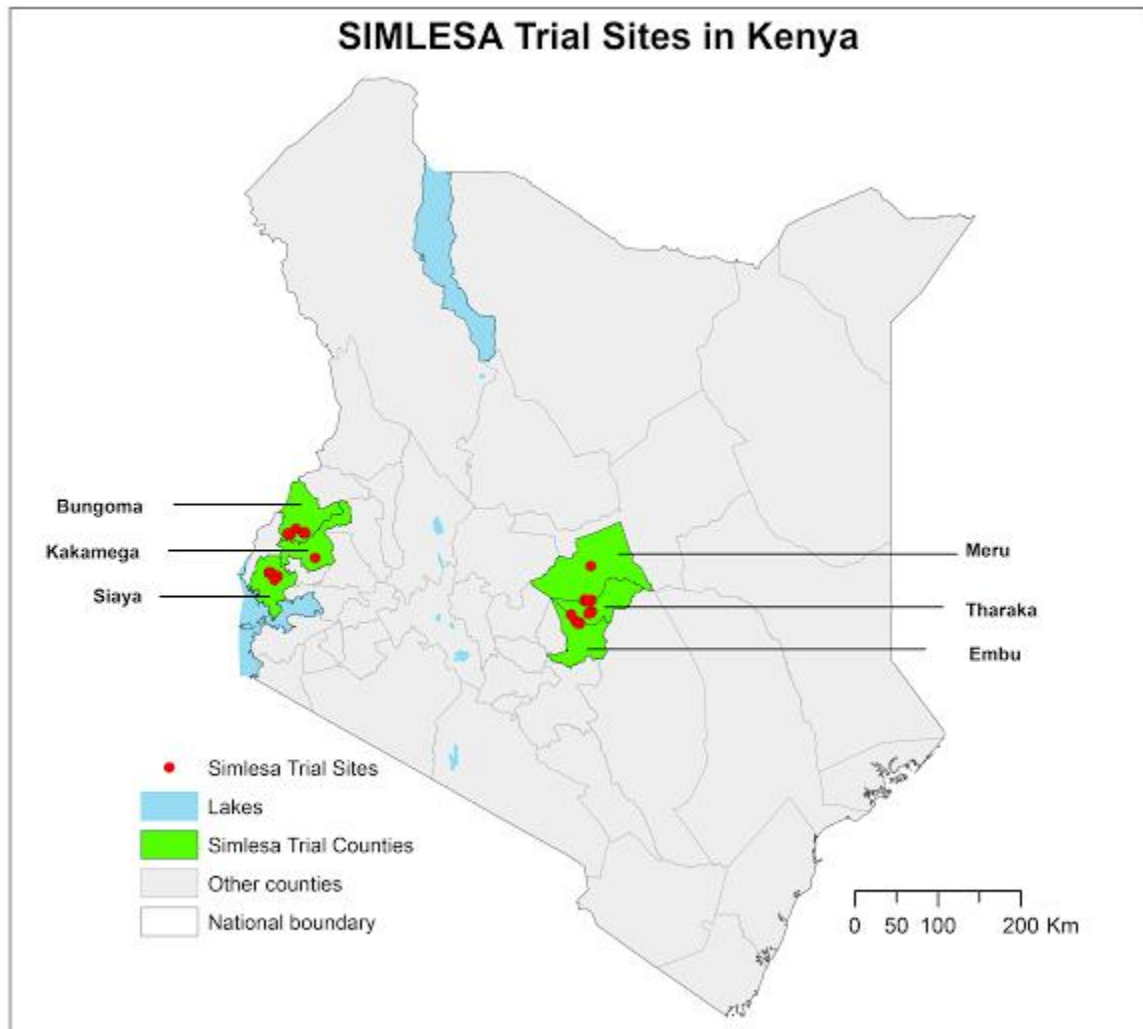 SIMLESA Trial Sites in Kenya
Bungoma
Kakamega
Siaya
Meru
Tharaka
Embu
Simlesa Trial Sites
Lakes
Simlesa Trial Counties
Other counties
National boundary
0 50 100 200 Km